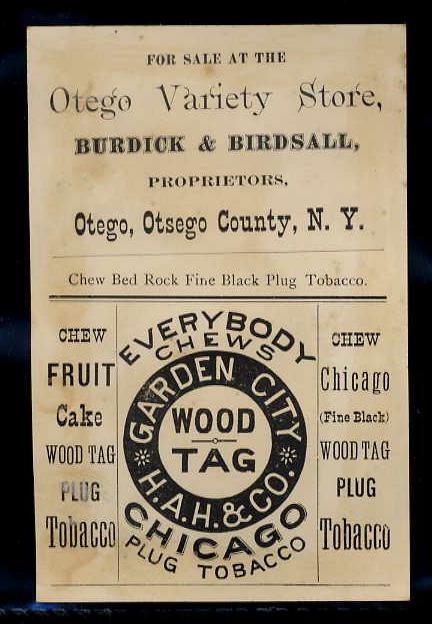 FOR SALE AT THE
Otego Variety Store,
BURDICK & BIRDSALL,
PROPRIETORS,
Otego, Otsego County, N. Y.
Chew Bed Rock Fine Black Plug Tobacco.
CHEW
FRUIT
Cake
WOOD TAG
PLUG
Tobacco
EVERYBODY
CHEWS
GARDEN CITY
WOOD
TAG
H.A.H. & CO.
CHICAGO
PLUG TOBACCO
CHEW
Chicago
(Fine Black)
WOOD TAG
PLUG
Tobacco